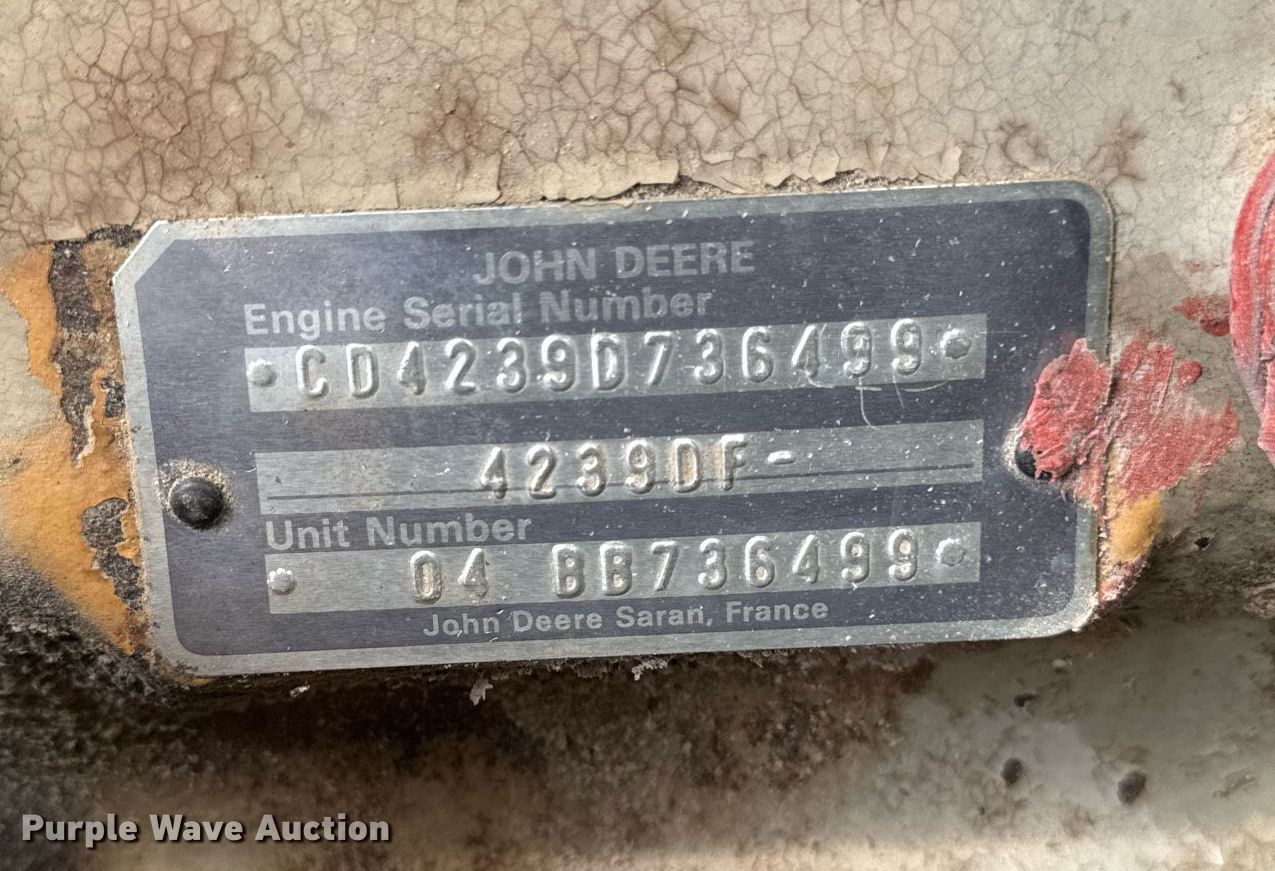 JOHN DEERE
Engine Serial Number
CD4239D736499
4239DF-
Unit Number
04 BB736499
John Deere Saran, France
Purple Wave Auction